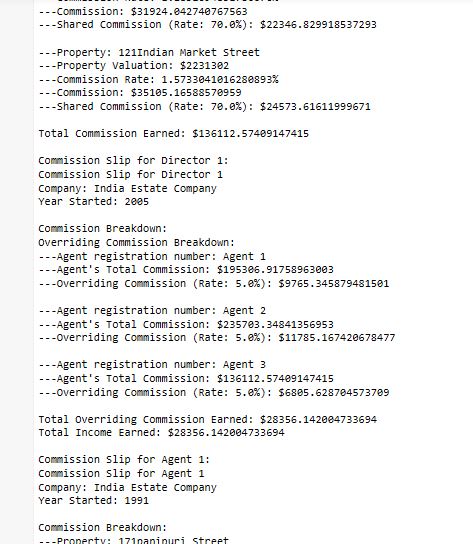 ---Commission: $31924.042740767563
---Shared Commission (Rate: 70.0%): $22346.829918537293
---Property: 121Indian Market Street
---Property Valuation: $2231302
---Commission Rate: 1.5733041016280893%
---Commission: $35105.16588570959
---Shared Commission (Rate: 70.0%): $24573.61611999671
Total Commission Earned: $136112.57409147415
Commission Slip for Director 1:
Commission Slip for Director 1
Company: India Estate Company
Year Started: 2005
Commission Breakdown:
Overriding Commission Breakdown:
---Agent registration number: Agent 1
---Agent's Total Commission: $195306.91758963003
---Overriding Commission (Rate: 5.0%): $9765.345879481501
---Agent registration number: Agent 2
---Agent's Total Commission: $235703.34841356953
---Overriding Commission (Rate: 5.0%): $11785.167420678477
---Agent registration number: Agent 3
---Agent's Total Commission: $136112.57409147415
---Overriding Commission (Rate: 5.0%): $6805.628704573709
Total Overriding Commission Earned: $28356.142004733694
Total Income Earned: $28356.142004733694
Commission Slip for Agent 1:
Commission Slip for Agent 1
Company: India Estate Company
Year Started: 1991
Commission Breakdown:
---Property: 171panipuri Street